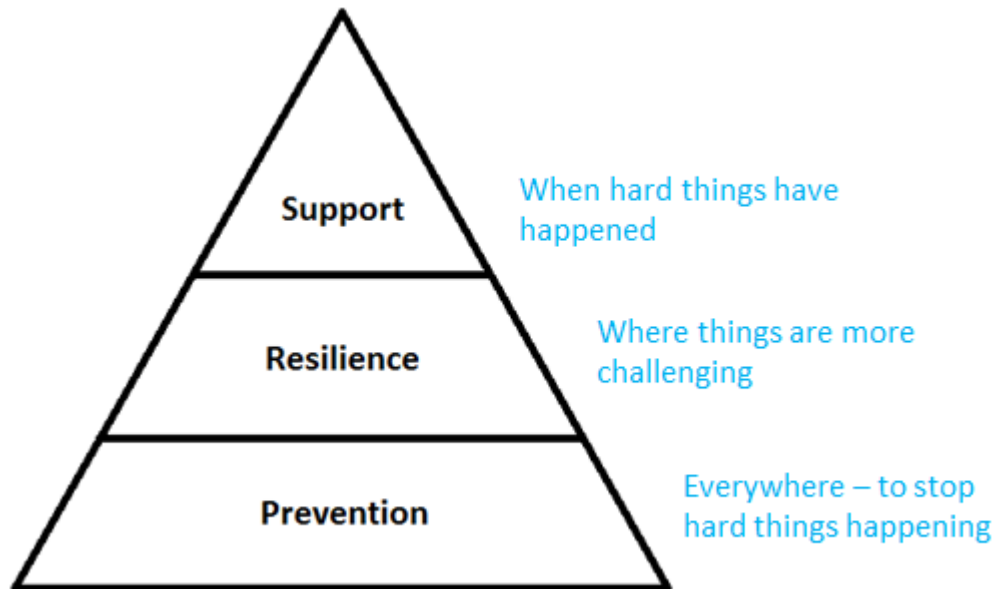 Support
When hard things have
happened
Resilience
Where things are more
challenging
Prevention
Everywhere – to stop
hard things happening